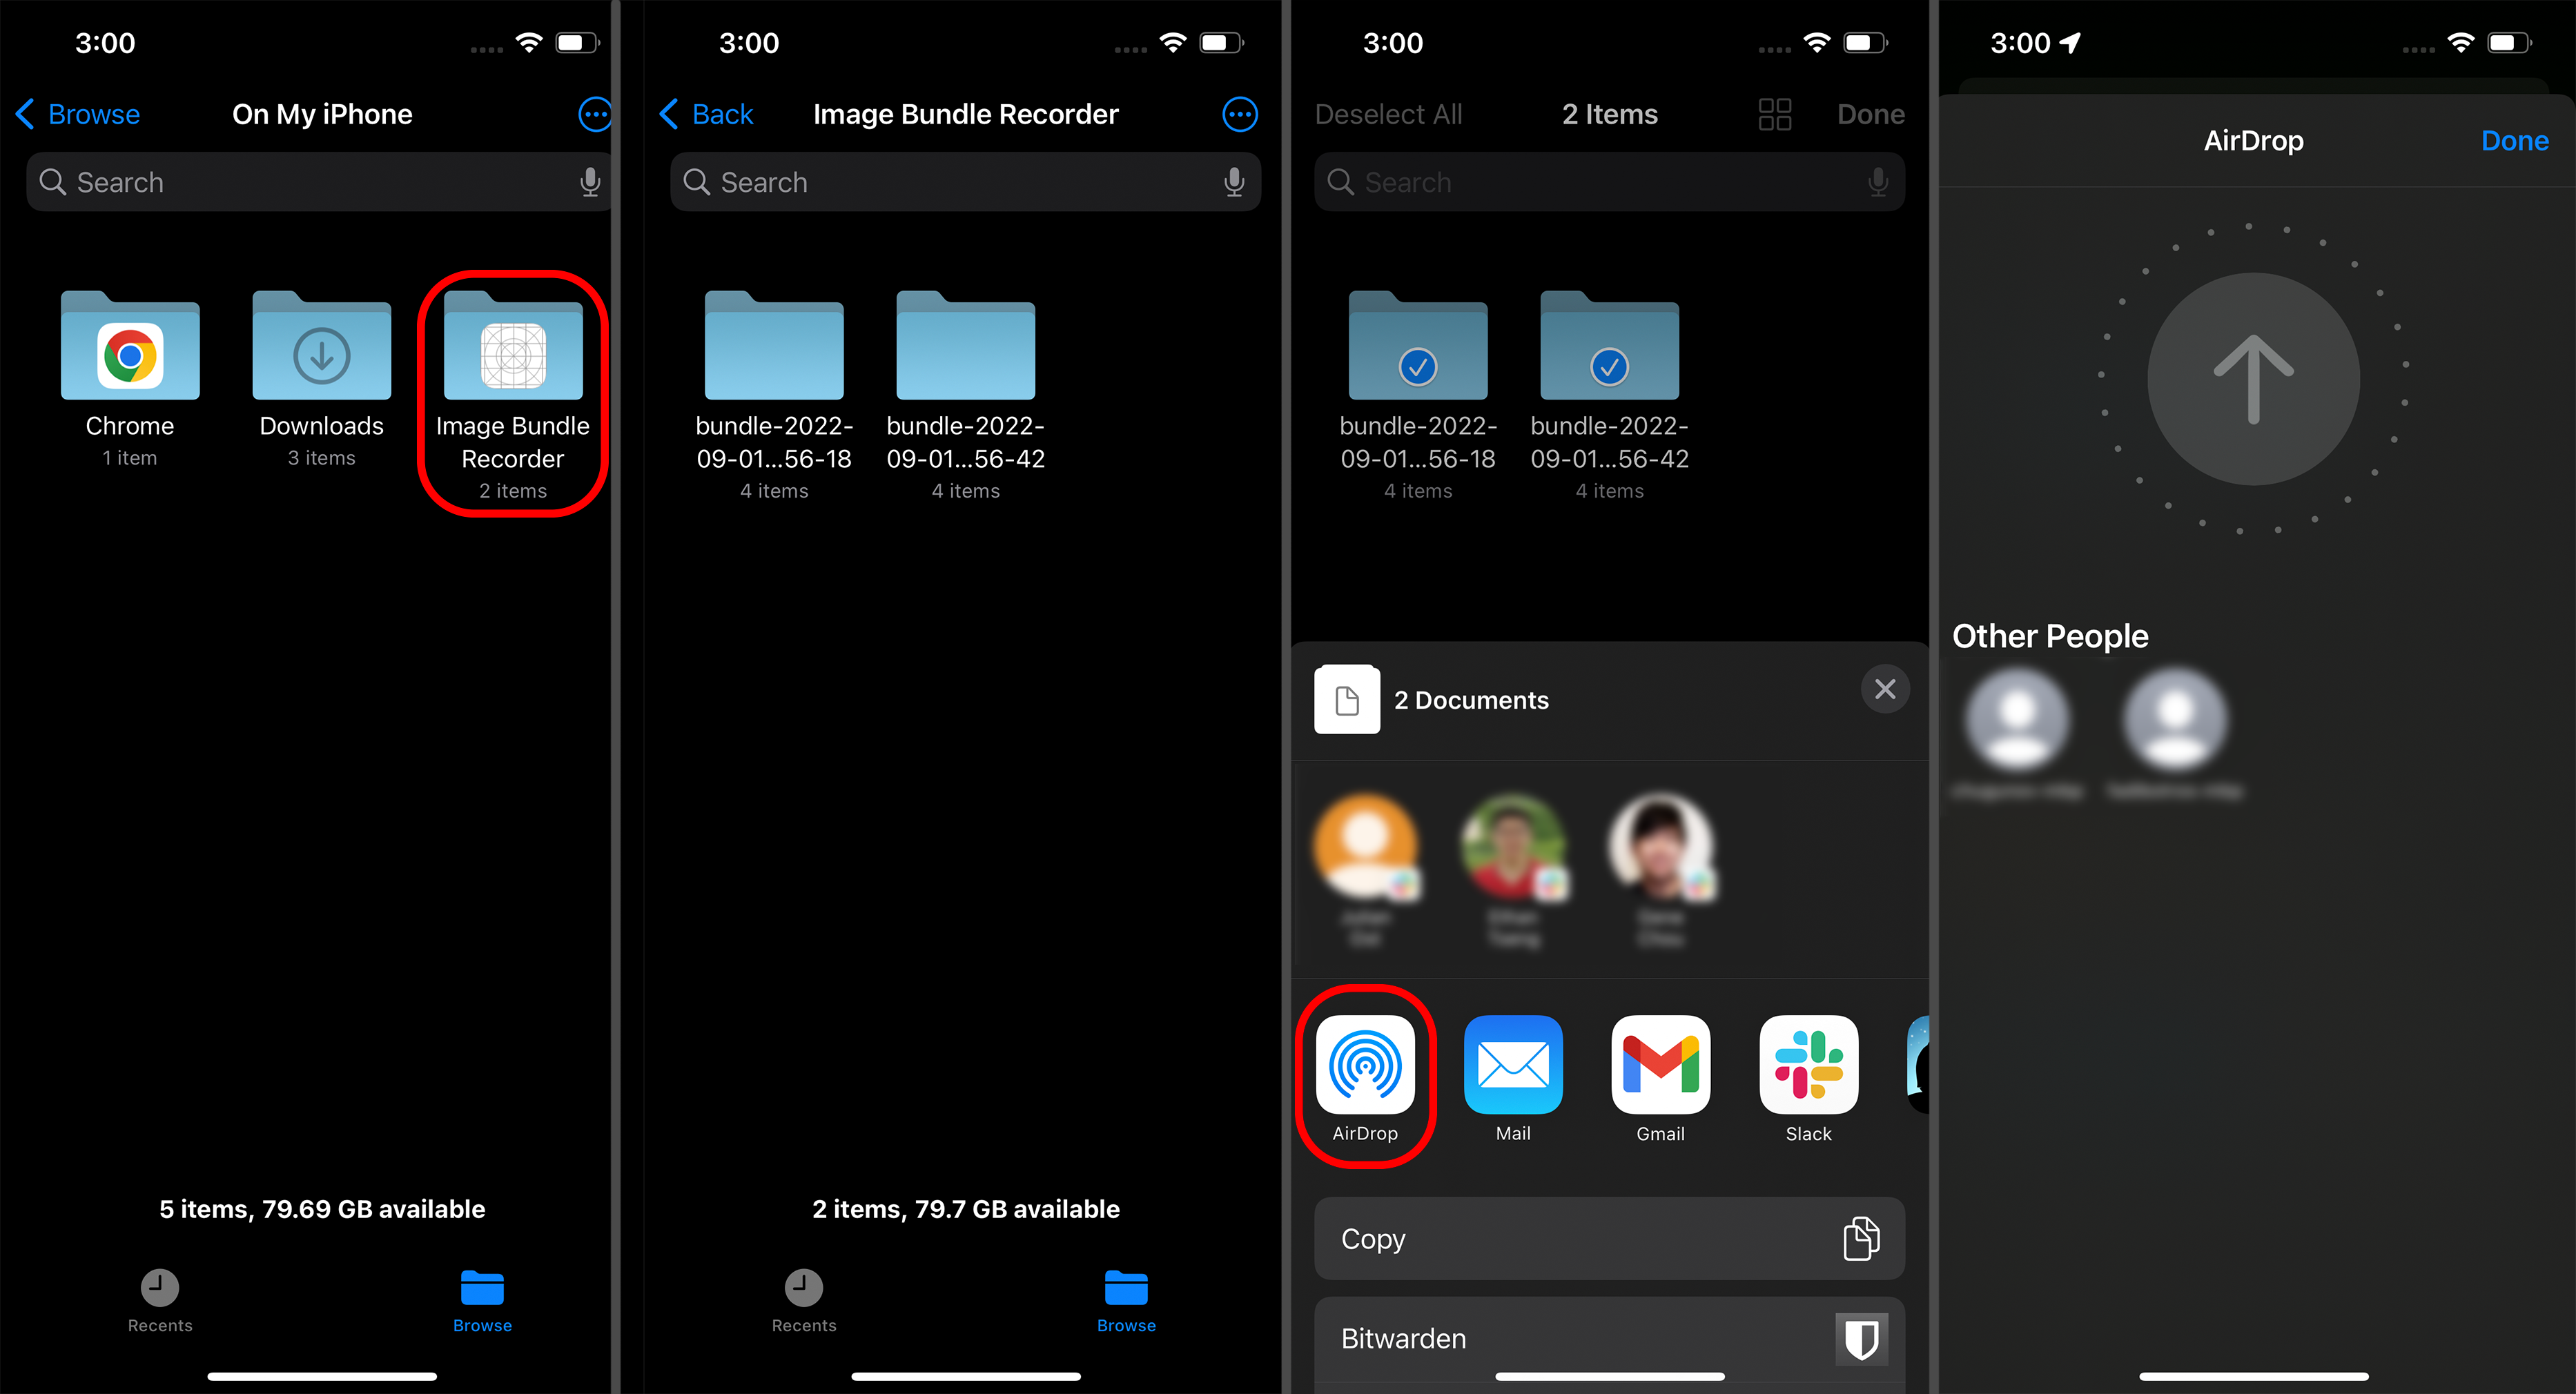 3:00
Browse
On My iPhone
Search
Chrome
1 item
Downloads
3 items
Image Bundle
Recorder
2 items
5 items, 79.69 GB available
Recents
Browse
3:00
Back
Image Bundle Recorder
Search
bundle-2022-
09-01...56-18
4 items
bundle-2022-
09-01...56-42
4 items
2 items, 79.7 GB available
Recents
Browse
3:00
Deselect All
2 Items
Done
Search
bundle-2022-
09-01...56-18
4 items
bundle-2022-
09-01...56-42
4 items
2 Documents
AirDrop
Mail
Gmail
Slack
Copy
Bitwarden
3:00
AirDrop
Done
Other People